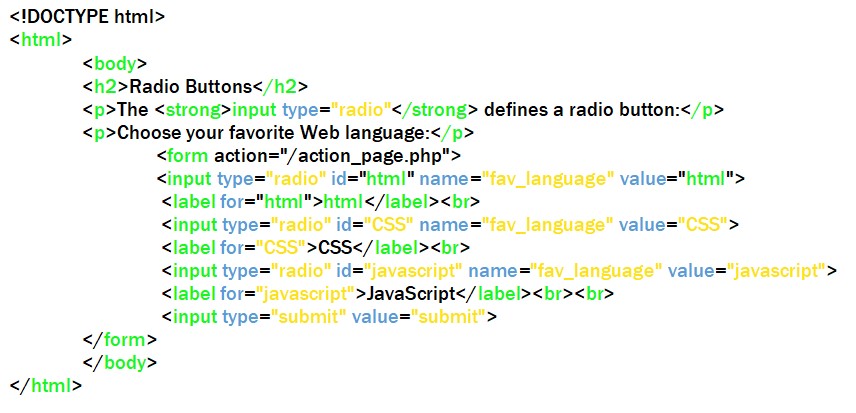 <!DOCTYPE html>
<html>
<body>
<h2>Radio Buttons</h2>
<p>The <strong>input type="radio"</strong> defines a radio button:</p>
<p>Choose your favorite Web language:</p>
<form action="/action_page.php">
<input type="radio" id="html" name="fav_language" value="html">
<label for="html">html</label><br>
<input type="radio" id="CSS" name="fav_language" value="CSS">
<label for="CSS">CSS</label><br>
<input type="radio" id="javascript" name="fav_language" value="javascript">
<label for="javascript">JavaScript</label><br><br>
<input type="submit" value="submit">
</form>
</body>
</html>